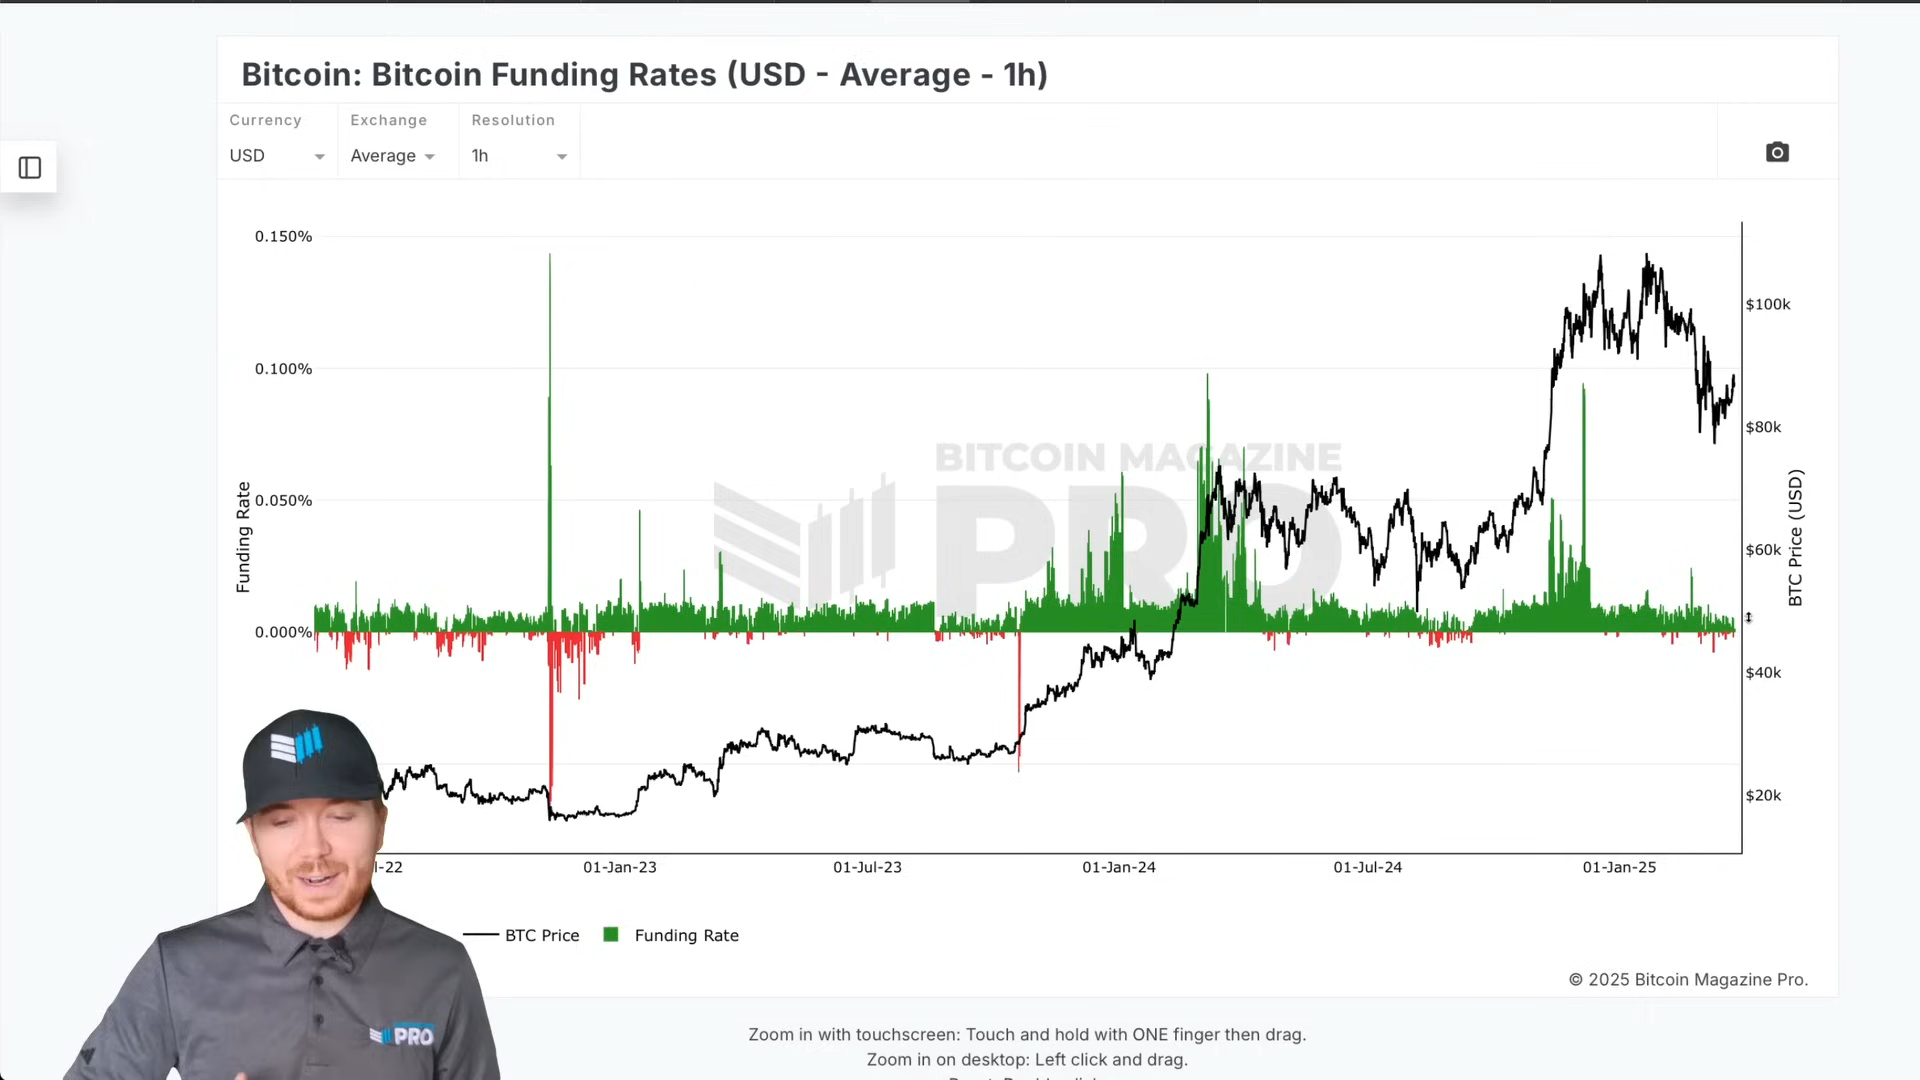 Bitcoin: Bitcoin Funding Rates (USD - Average - 1h)
Currency
Exchange
Resolution
USD
Average
1h
0.150%
0.100%
0.050%
0.000%
Funding Rate
$100k
$80k
$60k
$40k
$20k
BTC Price (USD)
BITCOIN MAGAZINE
PRO
l-22
01-Jan-23
01-Jul-23
01-Jan-24
01-Jul-24
01-Jan-25
BTC Price
Funding Rate
© 2025 Bitcoin Magazine Pro.
PRO
Zoom in with touchscreen: Touch and hold with ONE finger then drag.
Zoom in on desktop: Left click and drag.